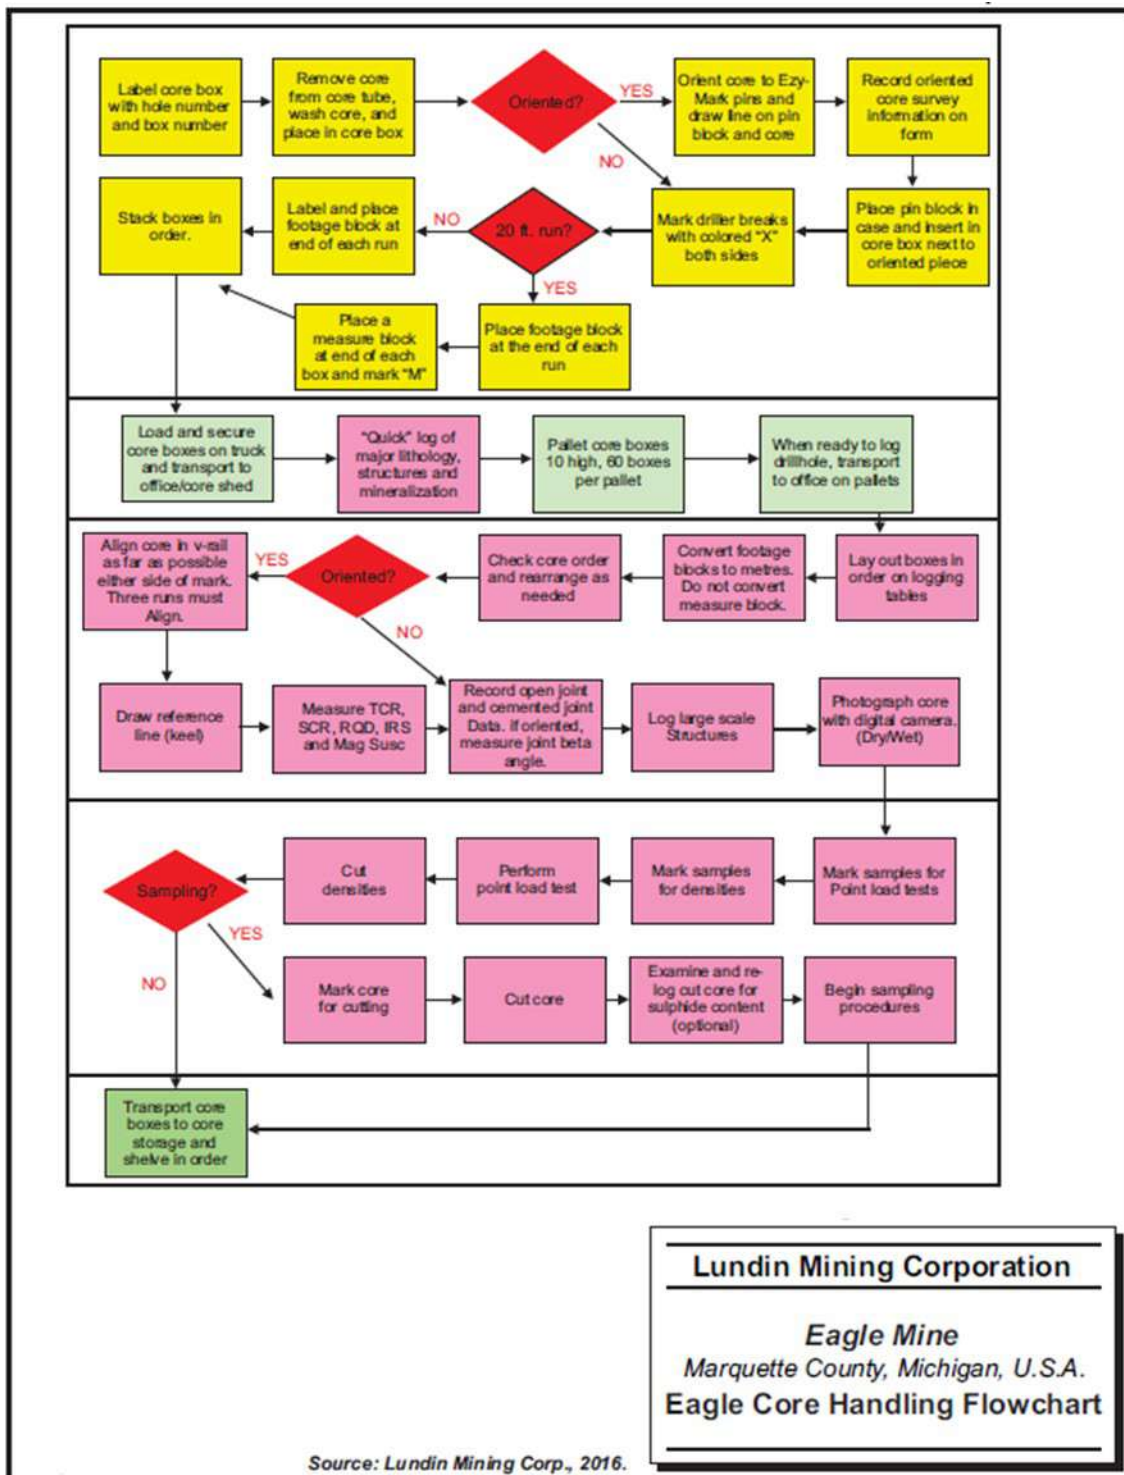 Label core box
with hole number
and box number
Remove core
from core tube,
wash core, and
place in core box
Oriented?
YES
Orient core to Ezy-
Mark pins and
draw line on pin
block and core
Record oriented
core survey
information on
form
NO
Stack boxes in
order.
Label and place
footage block at
end of each run
NO
20 ft. run?
Mark driller breaks
with colored "X"
both sides
Place pin block in
case and insert in
core box next to
oriented piece
YES
Place a
measure block
at end of each
box and mark "M"
Place footage block
at the end of each
run
Load and secure
core boxes on truck
and transport to
office/core shed
"Quick" log of
major lithology,
structures and
mineralization
Pallet core boxes
10 high, 60 boxes
per pallet
When ready to log
drillhole, transport
to office on pallets
Align core in v-rail
as far as possible
either side of mark.
Three runs must
Align.
YES
Oriented?
Check core order
and rearrange as
needed
Convert footage
blocks to metres.
Do not convert
measure block.
Lay out boxes in
order on logging
tables
NO
Draw reference
line (keel)
Measure TCR,
SCR, RQD, IRS
and Mag Susc
Record open joint
and cemented joint
Data. if oriented,
measure joint beta
angle.
Log large scale
Structures
Photograph core
with digital camera.
(Dry/Wet)
Sampling?
Cut
densities
Perform
point load test
Mark samples
for densities
Mark samples for
Point load tests
YES
NO
Mark core
for cutting
Cut core
Examine and re-
log cut core for
sulphide content
(optional)
Begin sampling
procedures
Transport core
boxes to core
storage and
shelve in order
Lundin Mining Corporation
Eagle Mine
Marquette County, Michigan, U.S.A.
Eagle Core Handling Flowchart
Source: Lundin Mining Corp., 2016.